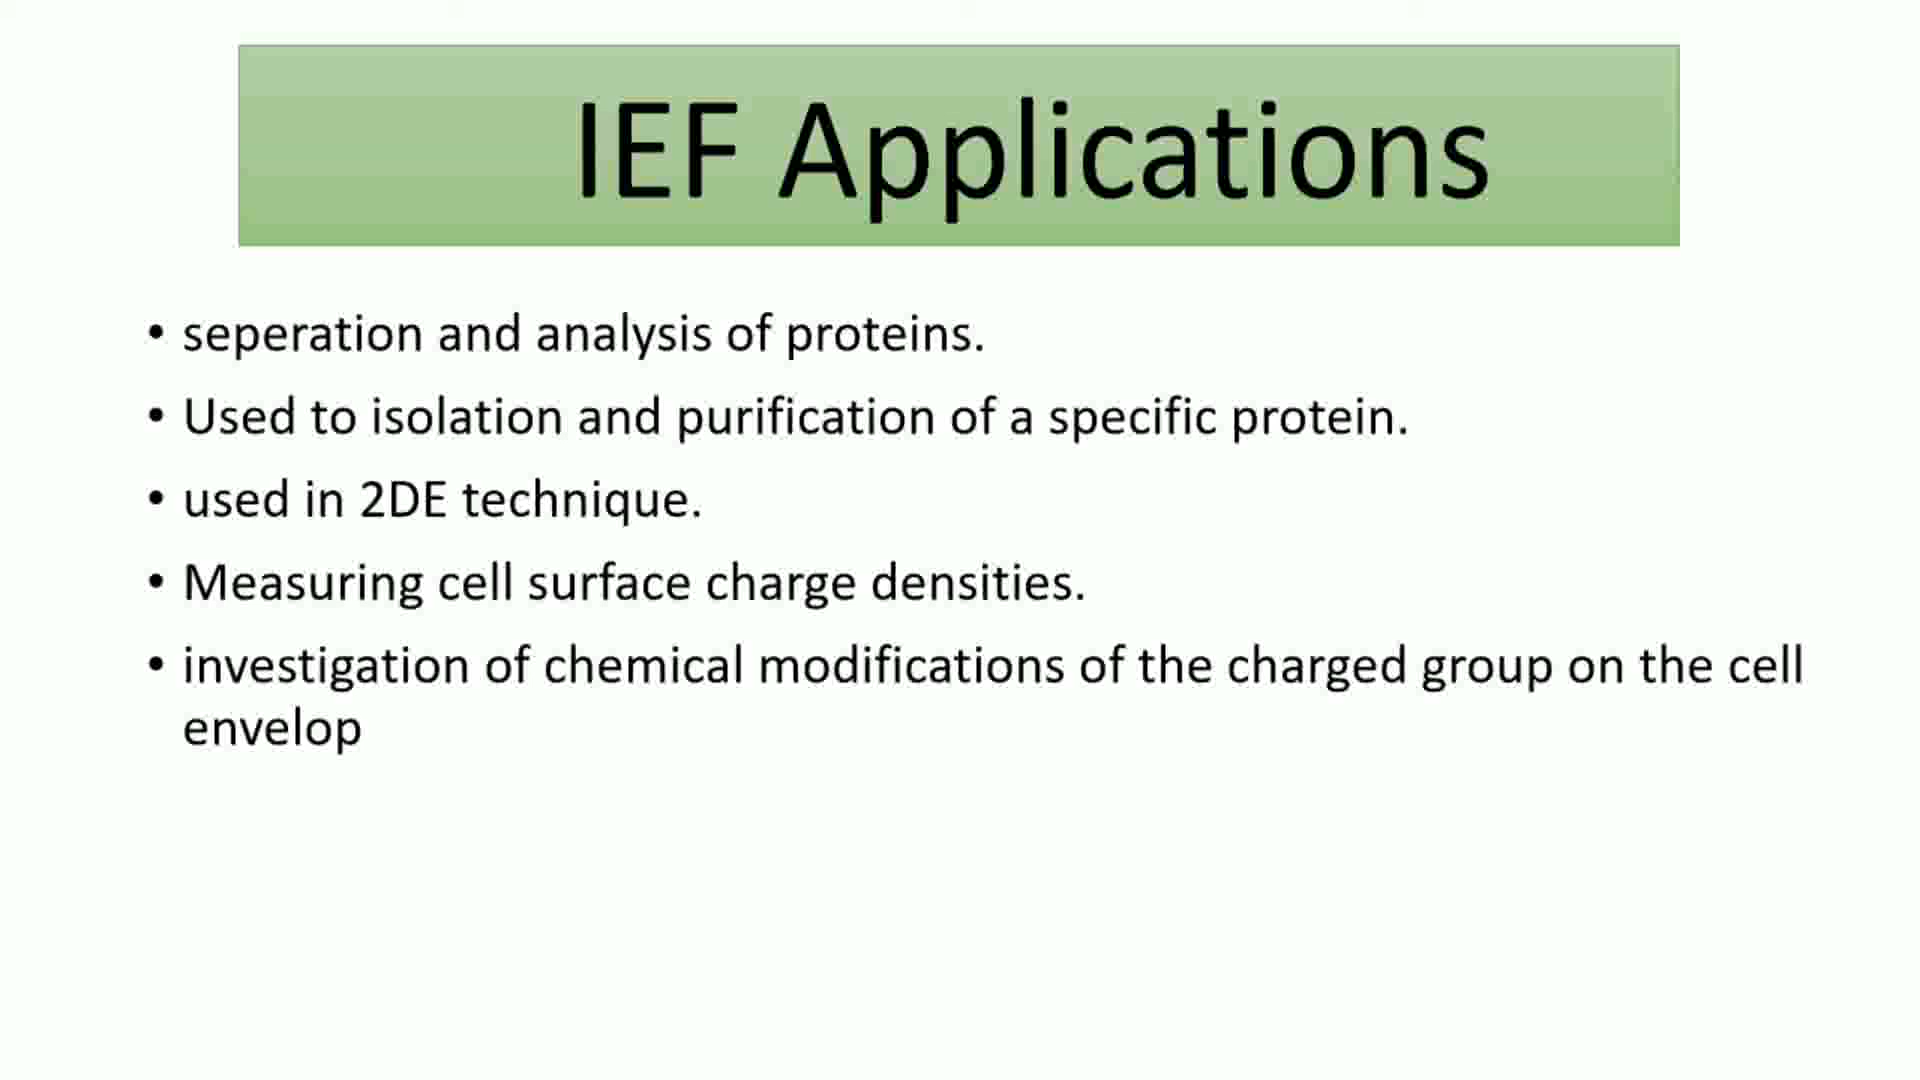 IEF Applications
• seperation and analysis of proteins.
• Used to isolation and purification of a specific protein.
• used in 2DE technique.
• Measuring cell surface charge densities.
• investigation of chemical modifications of the charged group on the cell
envelop